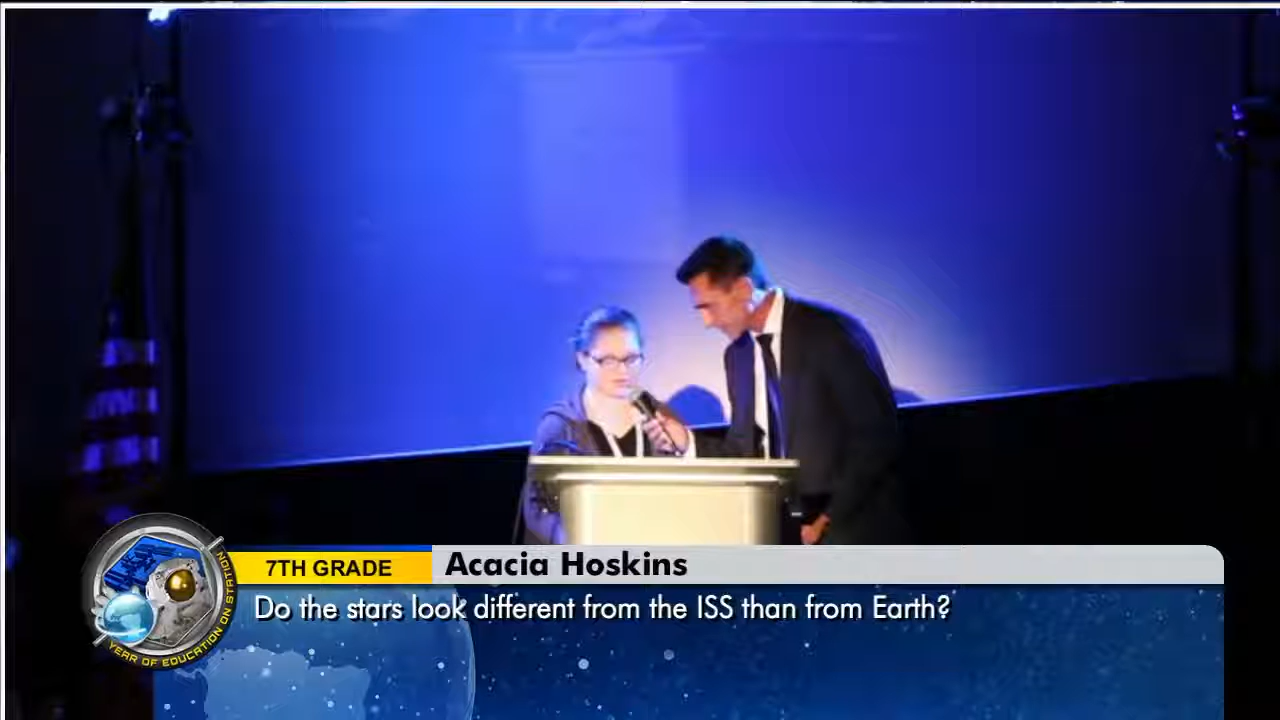 7TH GRADE
Acacia Hoskins
Do the stars look different from the ISS than from Earth?
YEAR OF EDUCATION ON STATION